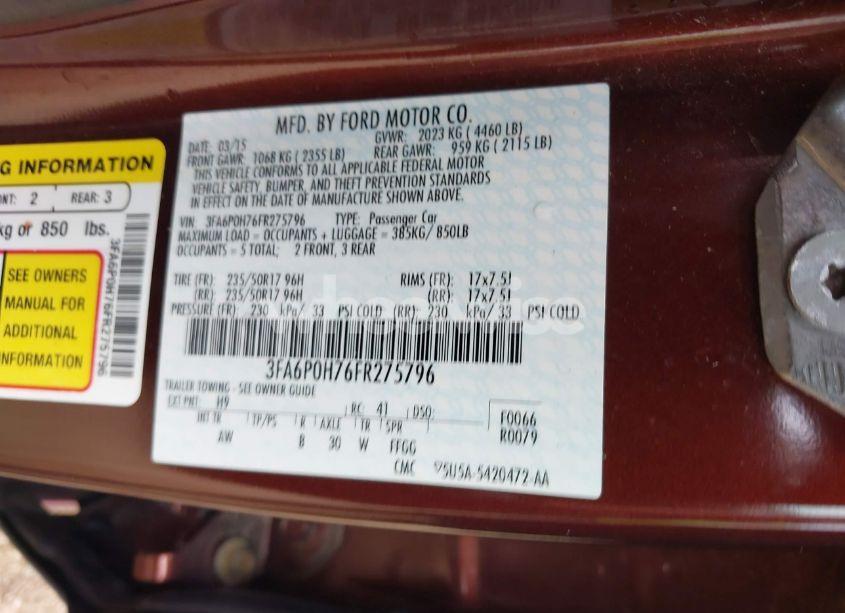 G INFORMATION
NT: 2 REAR: 3
kg or 850 lbs.
SEE OWNERS
MANUAL FOR
ADDITIONAL
INFORMATION
3FA6P0H76FR275796
MFD. BY FORD MOTOR CO.
DATE: 03/15 GVWR: 2023 KG ( 4460 LB)
FRONT GAWR: 1068 KG ( 2355 LB) REAR GAWR: 959 KG ( 2115 LB)
THIS VEHICLE CONFORMS TO ALL APPLICABLE FEDERAL MOTOR
VEHICLE SAFETY, BUMPER, AND THEFT PREVENTION STANDARDS
IN EFFECT ON THE DATE OF MANUFACTURE SHOWN ABOVE.
VIN: 3FA6P0H76FR275796 TYPE: Passenger Car
MAXIMUM LOAD = OCCUPANTS + LUGGAGE = 385KG/ 850LB
OCCUPANTS = 5 TOTAL; 2 FRONT, 3 REAR
TIRE (FR): 235/50R17 96H RIMS (FR): 17x7.5J
(RR): 235/50R17 96H (RR): 17x7.5J
PRESSURE (FR): 230 kPa/ 33 PSI COLD (RR): 230 kPa/ 33 PSI COLD
3FA6P0H76FR275796
TRAILER TOWING - SEE OWNER GUIDE
EXT PNT: H9 RC: 41 DSO: F0066
INT TR TP/PS R AXLE TR SPR R0079
AW B 30 W FFGG
CMC 5U5A-5420472-AA